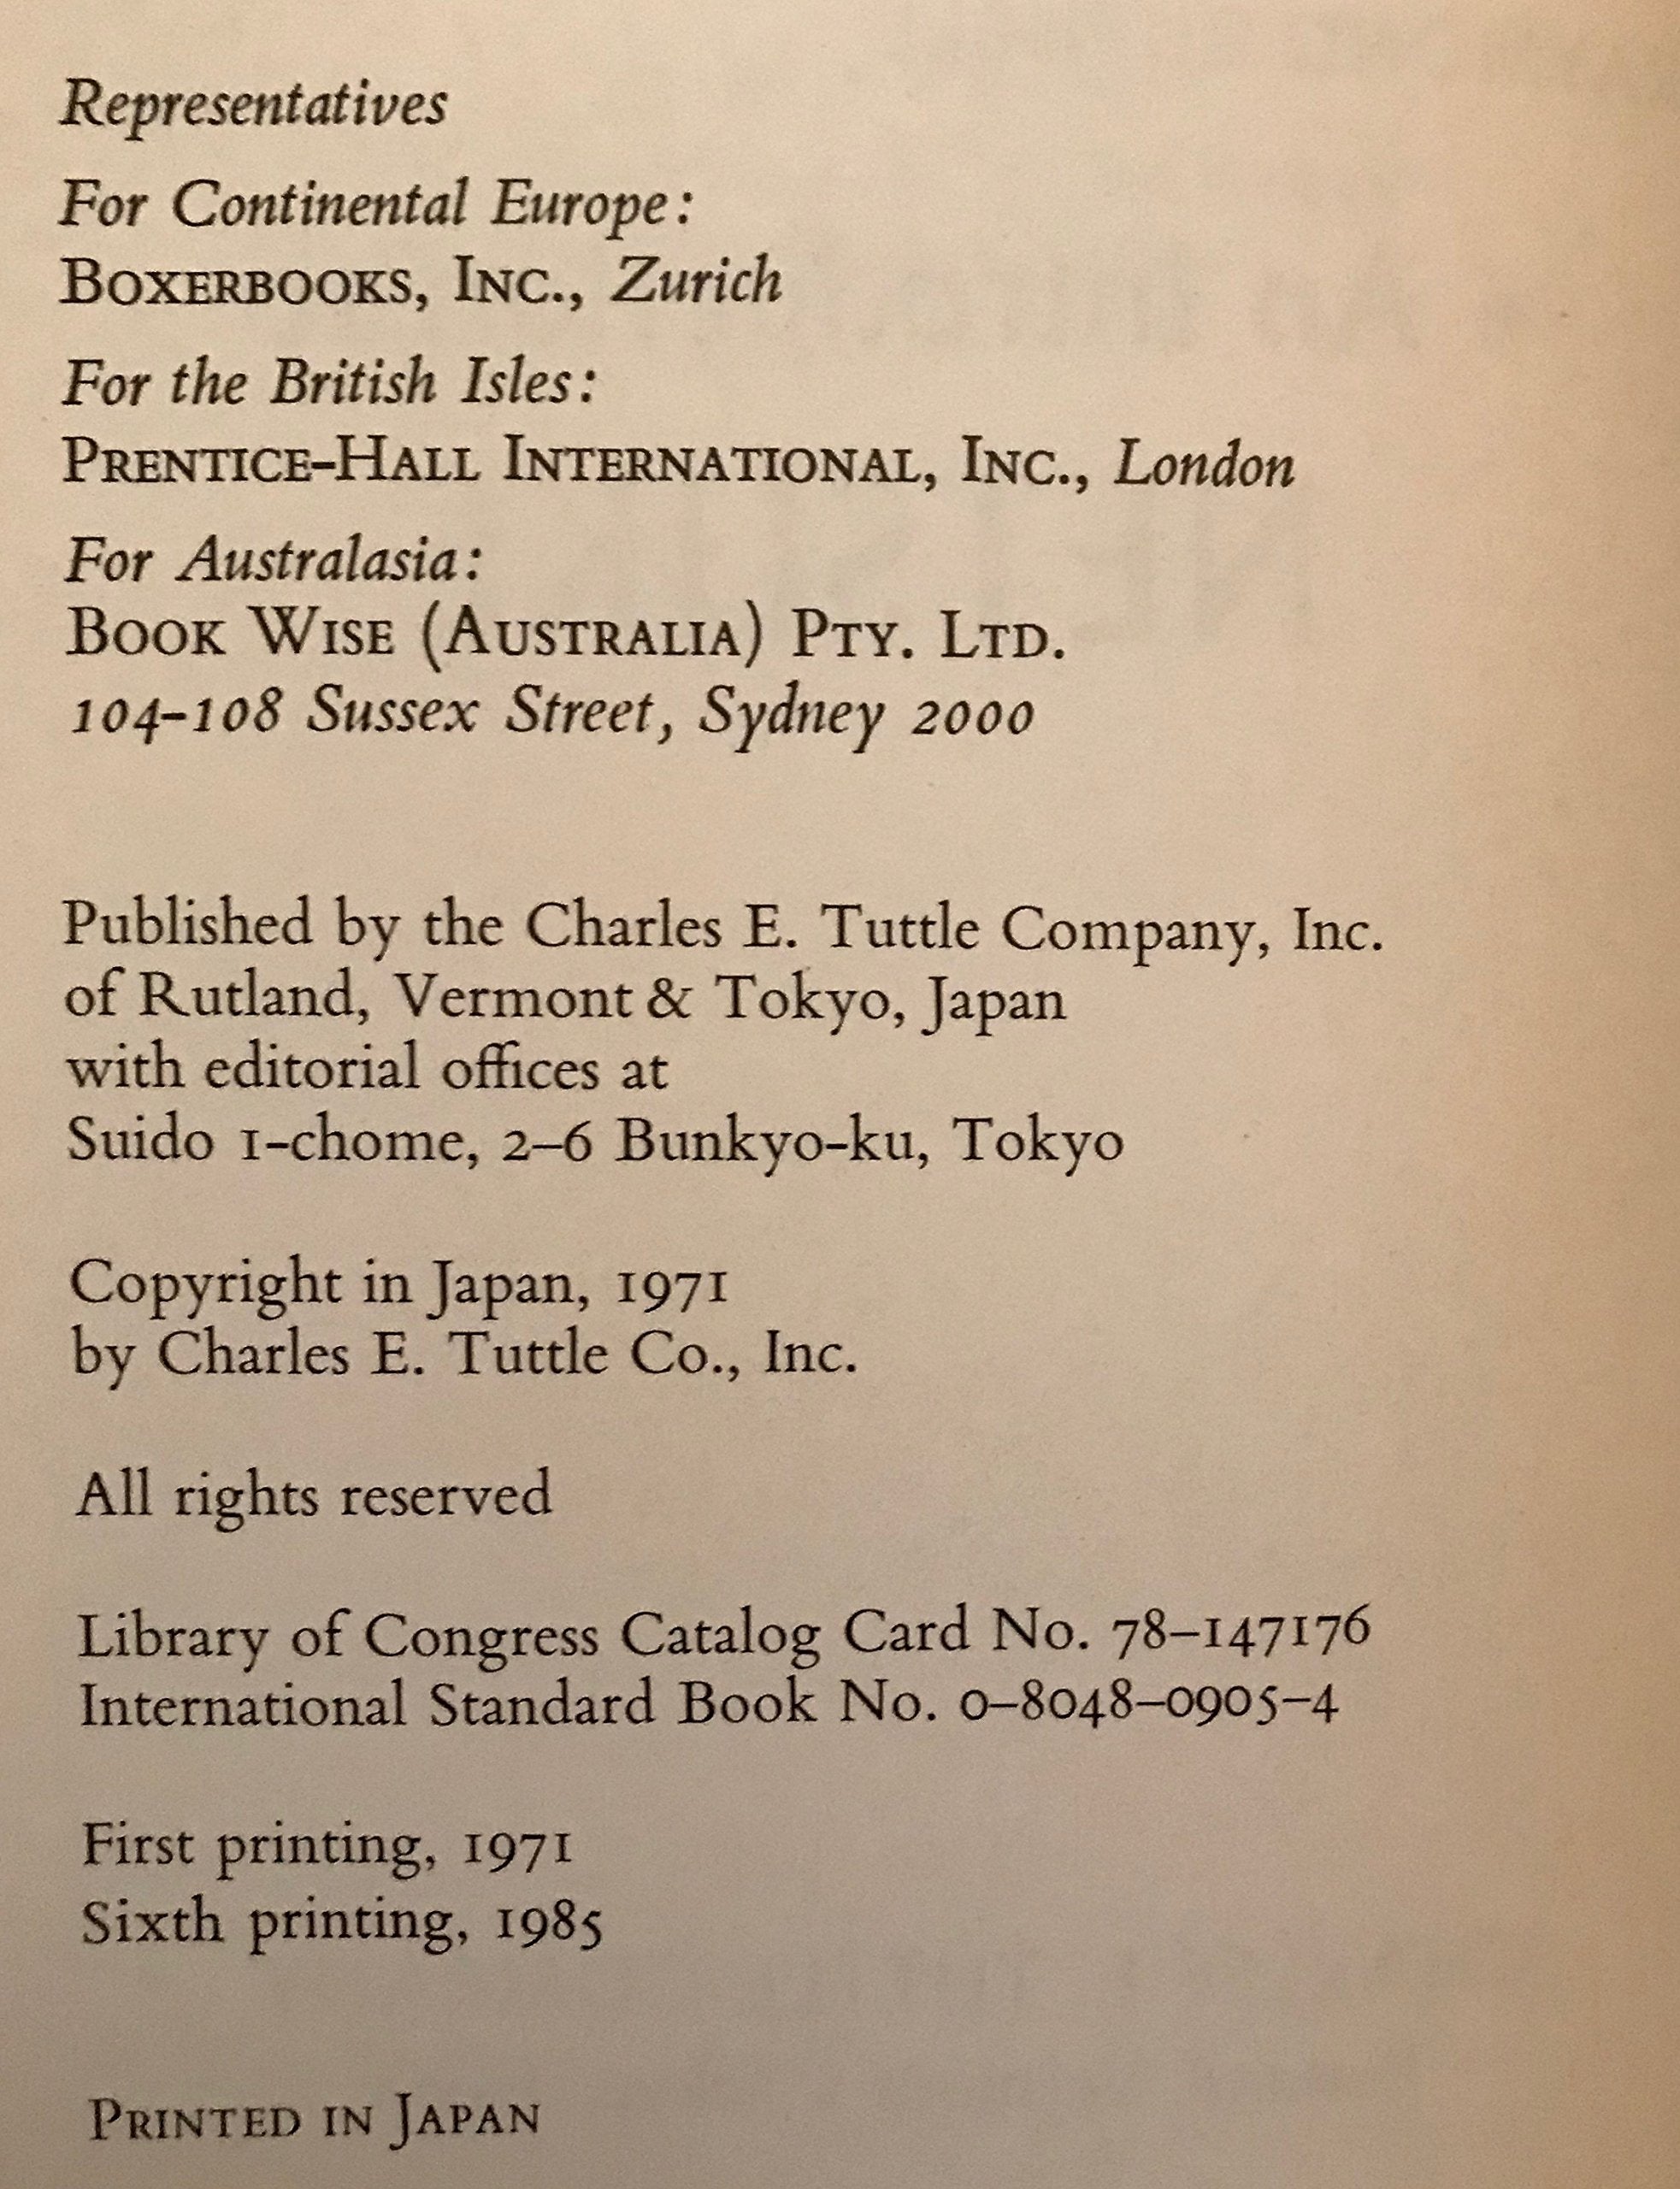 Representatives
For Continental Europe:
BOXERBOOKS, INC., Zurich
For the British Isles:
PRENTICE-HALL INTERNATIONAL, INC., London
For Australasia:
BOOK WISE (AUSTRALIA) PTY. LTD.
104-108 Sussex Street, Sydney 2000
Published by the Charles E. Tuttle Company, Inc.
of Rutland, Vermont & Tokyo, Japan
with editorial offices at
Suido 1-chome, 2–6 Bunkyo-ku, Tokyo
Copyright in Japan, 1971
by Charles E. Tuttle Co., Inc.
All rights reserved
Library of Congress Catalog Card No. 78–147176
International Standard Book No. 0–8048–0905–4
First printing, 1971
Sixth printing, 1985
PRINTED IN JAPAN